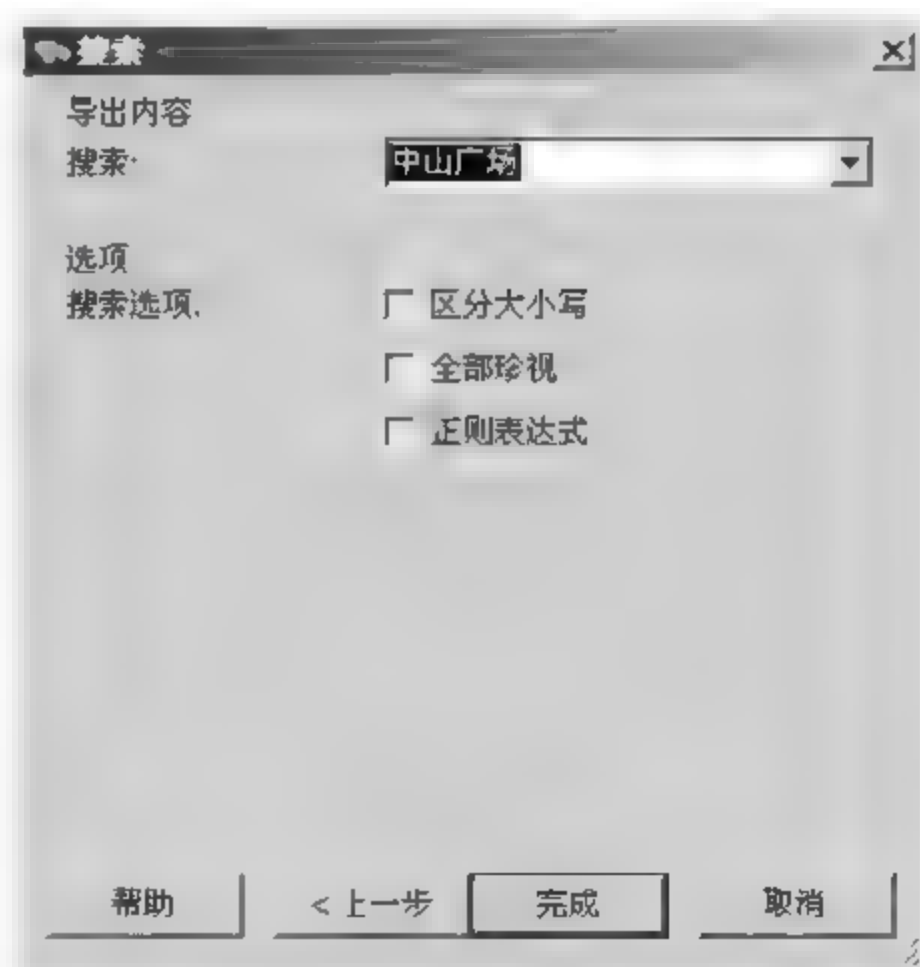 搜索
导出内容
搜索: 中山广场
选项
搜索选项: 区分大小写
全部珍视
正则表达式
帮助 < 上一步 完成 取消